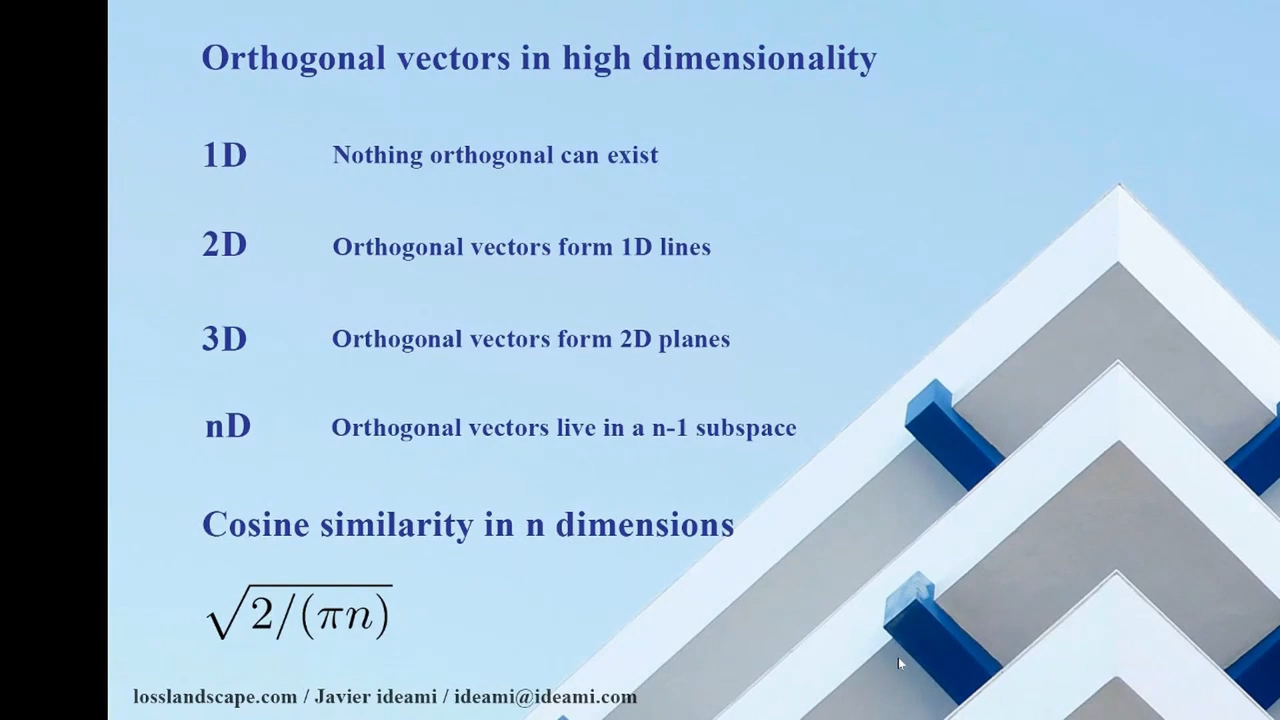 Orthogonal vectors in high dimensionality
1D Nothing orthogonal can exist
2D Orthogonal vectors form 1D lines
3D Orthogonal vectors form 2D planes
nD Orthogonal vectors live in a n-1 subspace
Cosine similarity in n dimensions
√2/(πn)
losslandscape.com / Javier ideami / ideami@ideami.com